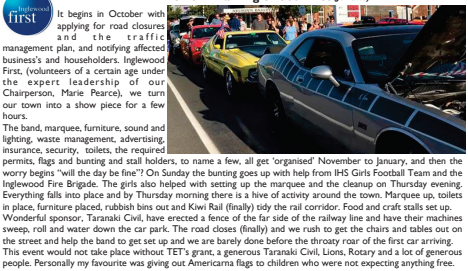 Inglewood
first
It begins in October with
applying for road closures
and the traffic
management plan, and notifying affected
business's and householders. Inglewood
First, (volunteers of a certain age under
the expert leadership of our
Chairperson, Marie Pearce), we turn
our town into a show piece for a few
hours.
The band, marquee, furniture, sound and
lighting, waste management, advertising,
insurance, security, toilets, the required
permits, flags and bunting and stall holders, to name a few, all get 'organised' November to January, and then the
worry begins "will the day be fine"? On Sunday the bunting goes up with help from IHS Girls Football Team and the
Inglewood Fire Brigade. The girls also helped with setting up the marquee and the cleanup on Thursday evening.
Everything falls into place and by Thursday morning there is a hive of activity around the town. Marquee up, toilets
in place, furniture placed, rubbish bins out and Kiwi Rail (finally) tidy the rail corridor. Food and craft stalls set up.
Wonderful sponsor, Taranaki Civil, have erected a fence of the far side of the railway line and have their machines
sweep, roll and water down the car park. The road closes (finally) and we rush to get the chairs and tables out on
the street and help the band to get set up and we are barely done before the throaty roar of the first car arriving.
This event would not take place without TET's grant, a generous Taranaki Civil, Lions, Rotary and a lot of generous
people. Personally my favourite was giving out Americarna flags to children who were not expecting anything free.